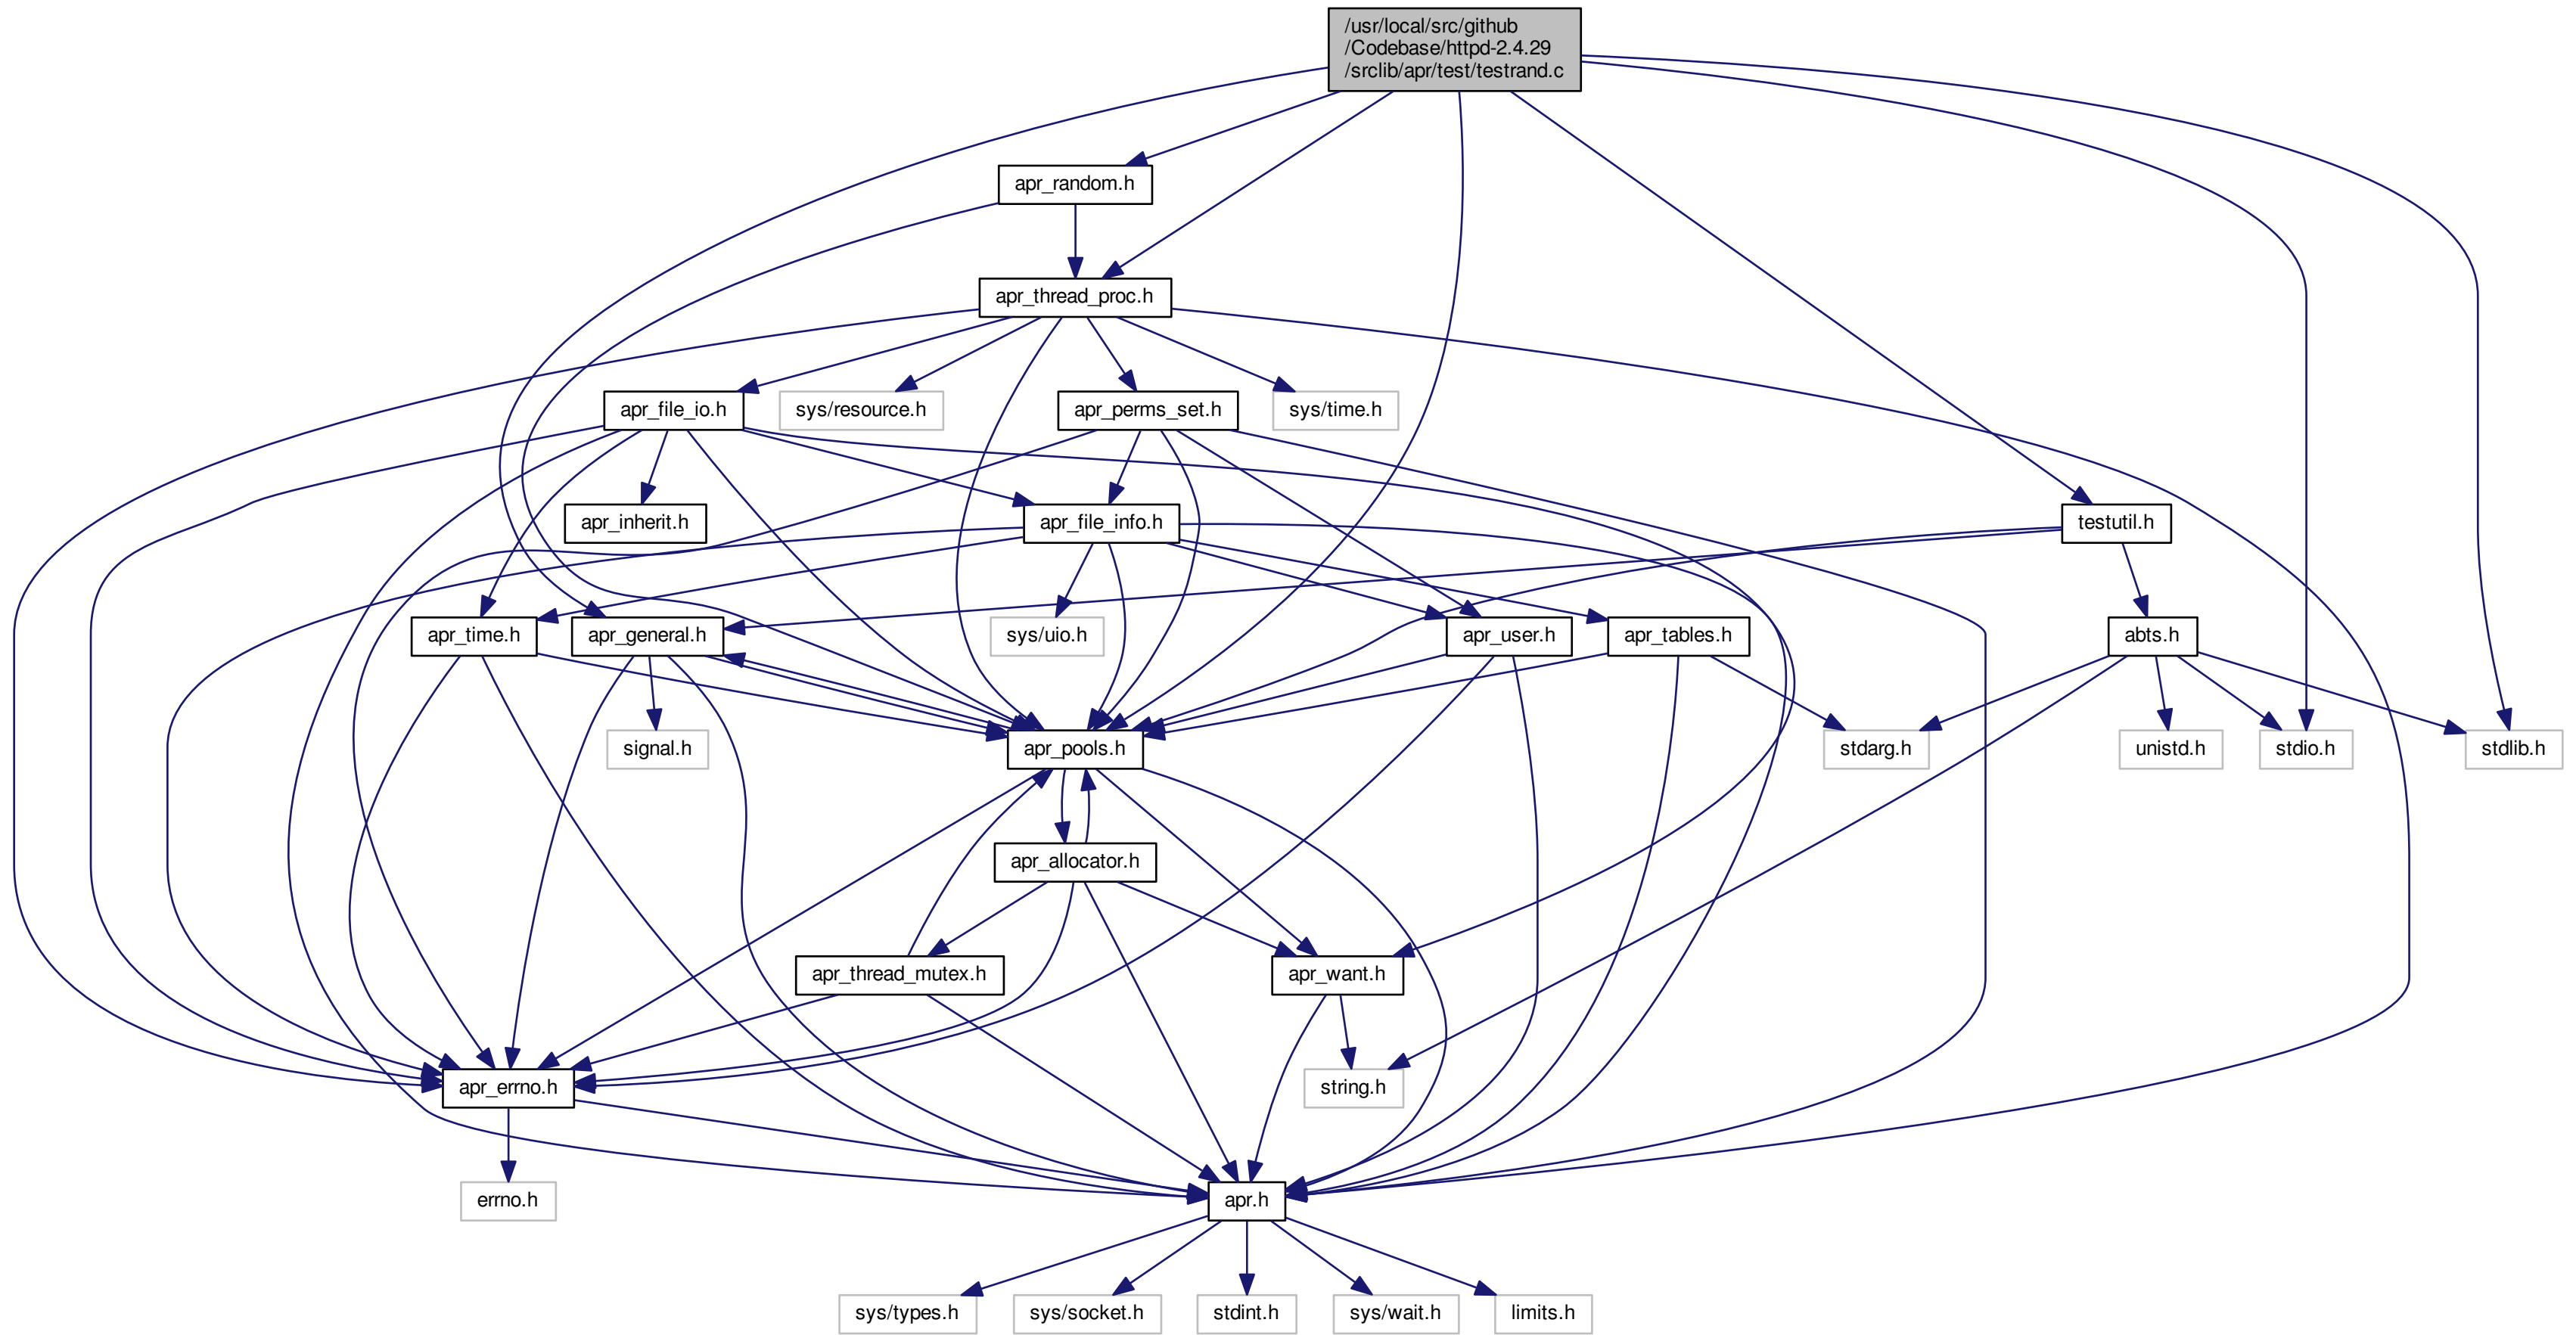 /usr/local/src/github
/Codebase/httpd-2.4.29
/srclib/apr/test/testrand.c
apr_random.h
apr_thread_proc.h
apr_file_io.h
sys/resource.h
apr_perms_set.h
sys/time.h
apr_inherit.h
apr_file_info.h
testutil.h
apr_time.h
apr_general.h
sys/uio.h
apr_user.h
apr_tables.h
abts.h
signal.h
apr_pools.h
stdarg.h
unistd.h
stdio.h
stdlib.h
apr_allocator.h
apr_thread_mutex.h
apr_want.h
apr_errno.h
string.h
errno.h
apr.h
sys/types.h
sys/socket.h
stdint.h
sys/wait.h
limits.h